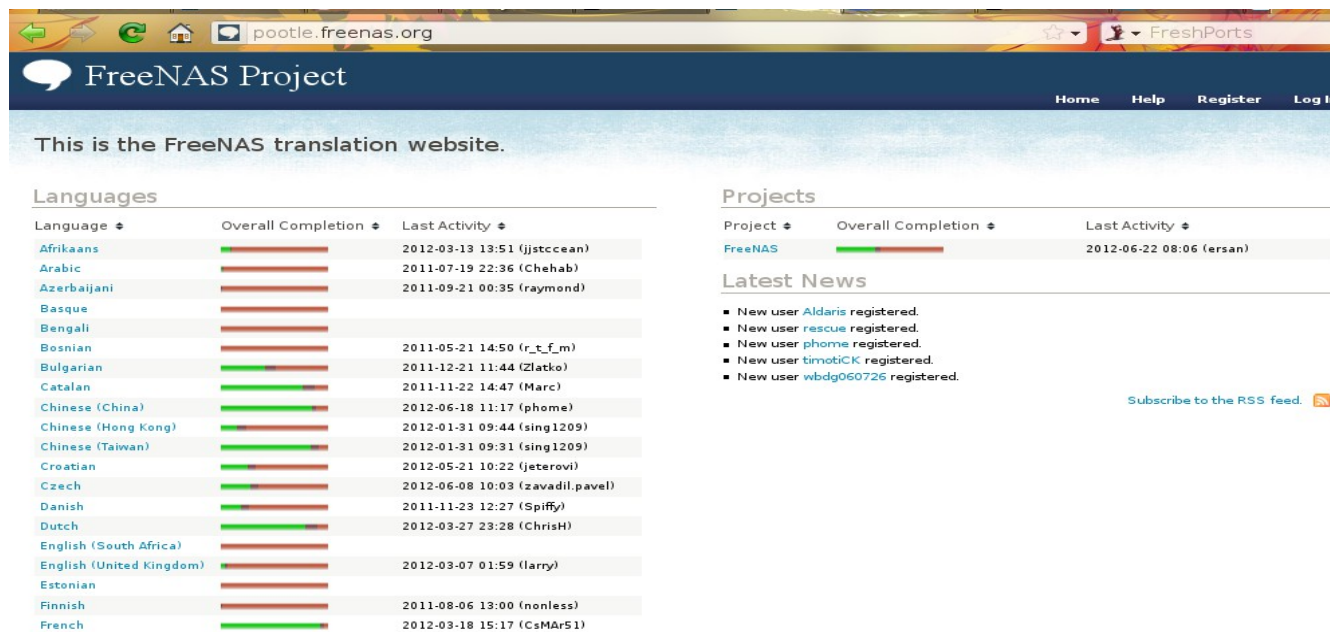 pootle.freenas.org
FreshPorts
FreeNAS Project
Home Help Register Log I
This is the FreeNAS translation website.
Languages
Language Overall Completion Last Activity
Afrikaans 2012-03-13 13:51 (jjstccean)
Arabic 2011-07-19 22:36 (Chehab)
Azerbaijani 2011-09-21 00:35 (raymond)
Basque
Bengali
Bosnian 2011-05-21 14:50 (r_t_f_m)
Bulgarian 2011-12-21 11:44 (Zlatko)
Catalan 2011-11-22 14:47 (Marc)
Chinese (China) 2012-06-18 11:17 (phome)
Chinese (Hong Kong) 2012-01-31 09:44 (sing1209)
Chinese (Taiwan) 2012-01-31 09:31 (sing1209)
Croatian 2012-05-21 10:22 (jeterovi)
Czech 2012-06-08 10:03 (zavadil.pavel)
Danish 2011-11-23 12:27 (Spiffy)
Dutch 2012-03-27 23:28 (ChrisH)
English (South Africa)
English (United Kingdom) 2012-03-07 01:59 (larry)
Estonian
Finnish 2011-08-06 13:00 (nonless)
French 2012-03-18 15:17 (CsMAr51)
Projects
Project Overall Completion Last Activity
FreeNAS 2012-06-22 08:06 (ersan)
Latest News
New user Aldaris registered.
New user rescue registered.
New user phome registered.
New user timotiCK registered.
New user wbdg060726 registered.
Subscribe to the RSS feed.